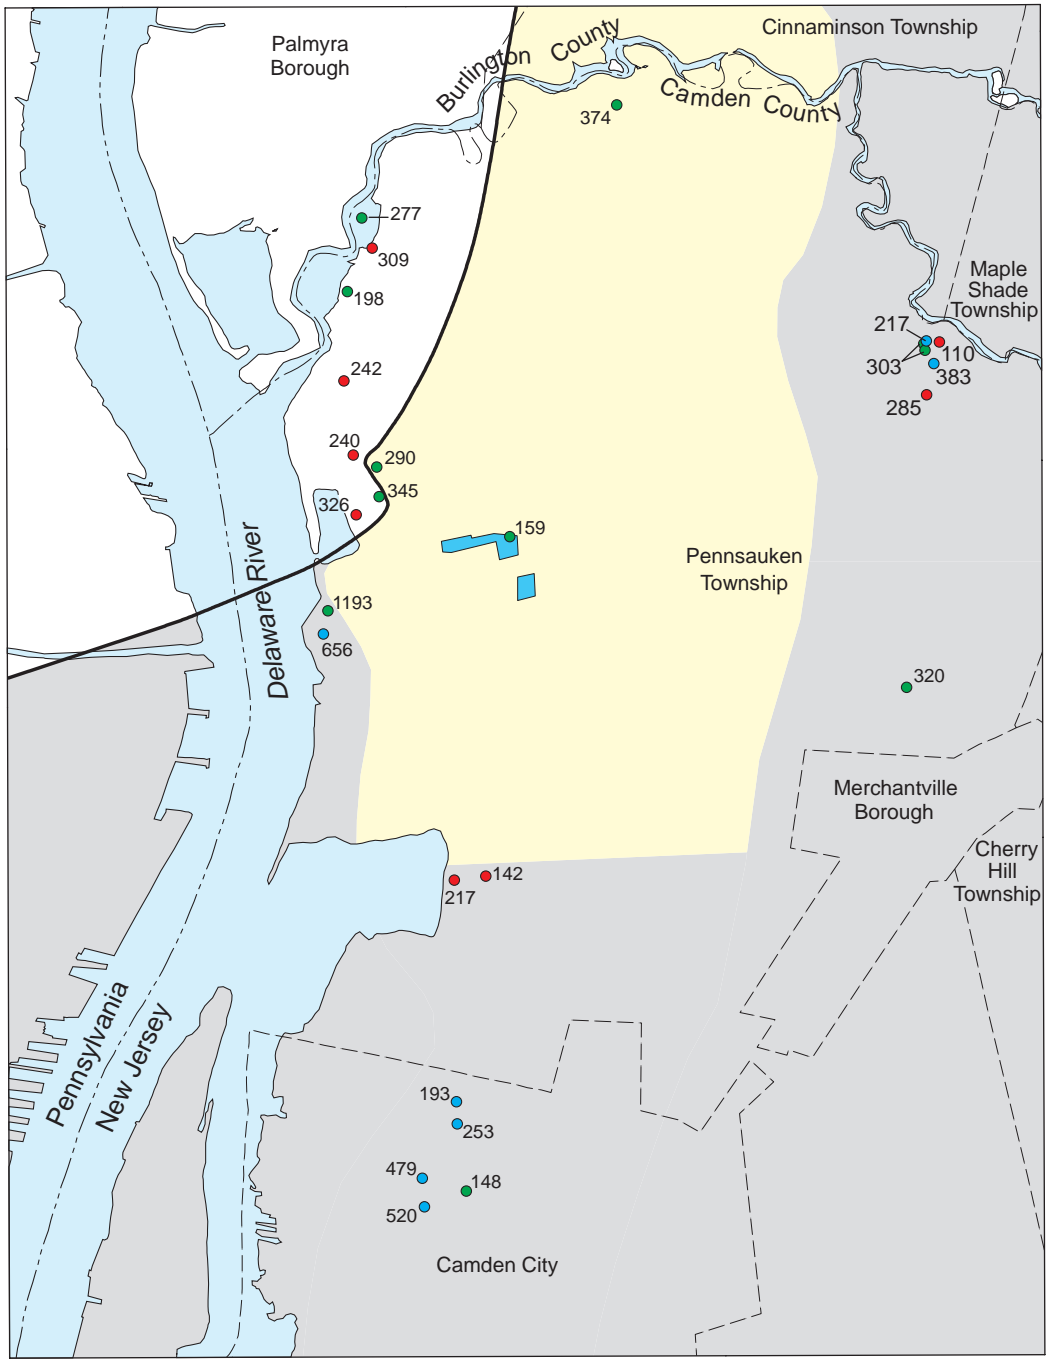 Cinnaminson Township
Palmyra
Borough
Burlington County
Camden County
374
277
309
198
Maple
Shade
Township
217
110
303
383
285
242
240
290
345
326
159
Pennsauken
Township
Delaware River
1193
656
320
Merchantville
Borough
Cherry
Hill
Township
142
217
Pennsylvania
New Jersey
193
253
479
148
520
Camden City